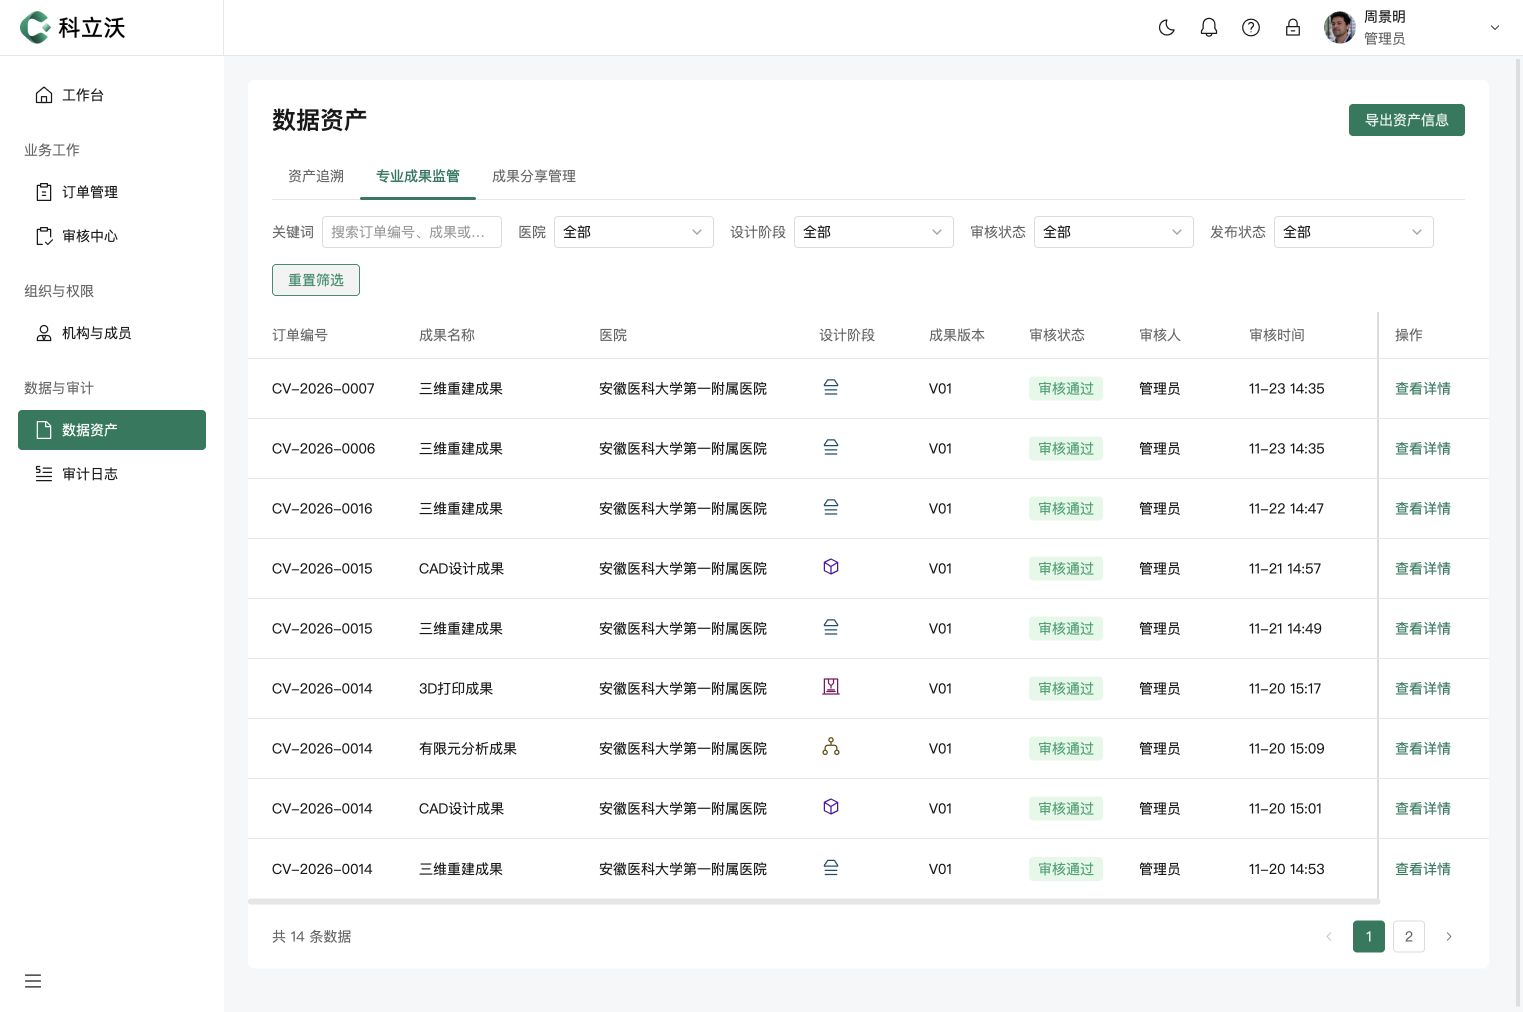 科立沃
周景明
管理员
工作台
业务工作
订单管理
审核中心
组织与权限
机构与成员
数据与审计
数据资产
审计日志
数据资产
导出资产信息
资产追溯 专业成果监管 成果分享管理
关键词 搜索订单编号、成果或... 医院 全部 设计阶段 全部 审核状态 全部 发布状态 全部
重置筛选
订单编号 成果名称 医院 设计阶段 成果版本 审核状态 审核人 审核时间 操作
CV-2026-0007 三维重建成果 安徽医科大学第一附属医院 V01 审核通过 管理员 11-23 14:35 查看详情
CV-2026-0006 三维重建成果 安徽医科大学第一附属医院 V01 审核通过 管理员 11-23 14:35 查看详情
CV-2026-0016 三维重建成果 安徽医科大学第一附属医院 V01 审核通过 管理员 11-22 14:47 查看详情
CV-2026-0015 CAD设计成果 安徽医科大学第一附属医院 V01 审核通过 管理员 11-21 14:57 查看详情
CV-2026-0015 三维重建成果 安徽医科大学第一附属医院 V01 审核通过 管理员 11-21 14:49 查看详情
CV-2026-0014 3D打印成果 安徽医科大学第一附属医院 V01 审核通过 管理员 11-20 15:17 查看详情
CV-2026-0014 有限元分析成果 安徽医科大学第一附属医院 V01 审核通过 管理员 11-20 15:09 查看详情
CV-2026-0014 CAD设计成果 安徽医科大学第一附属医院 V01 审核通过 管理员 11-20 15:01 查看详情
CV-2026-0014 三维重建成果 安徽医科大学第一附属医院 V01 审核通过 管理员 11-20 14:53 查看详情
共 14 条数据 1 2